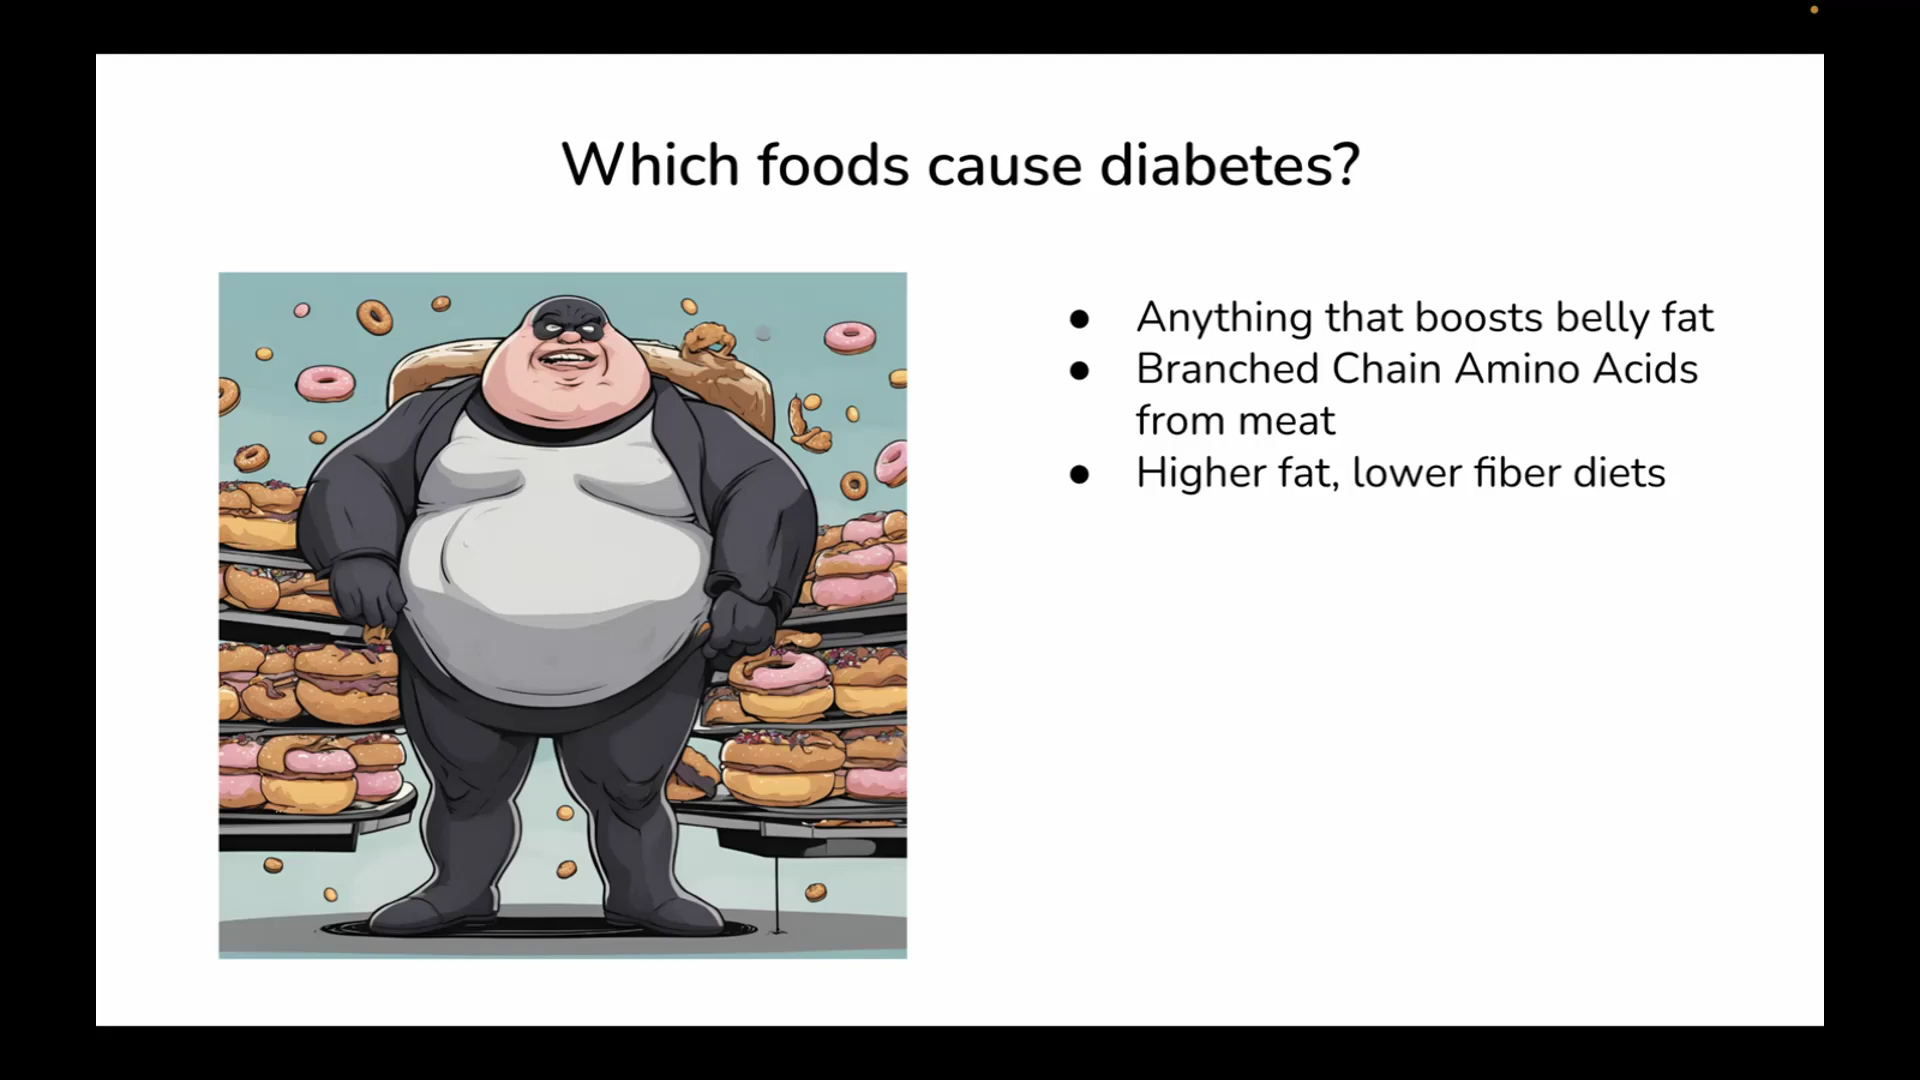 Which foods cause diabetes?
● Anything that boosts belly fat
● Branched Chain Amino Acids
from meat
● Higher fat, lower fiber diets